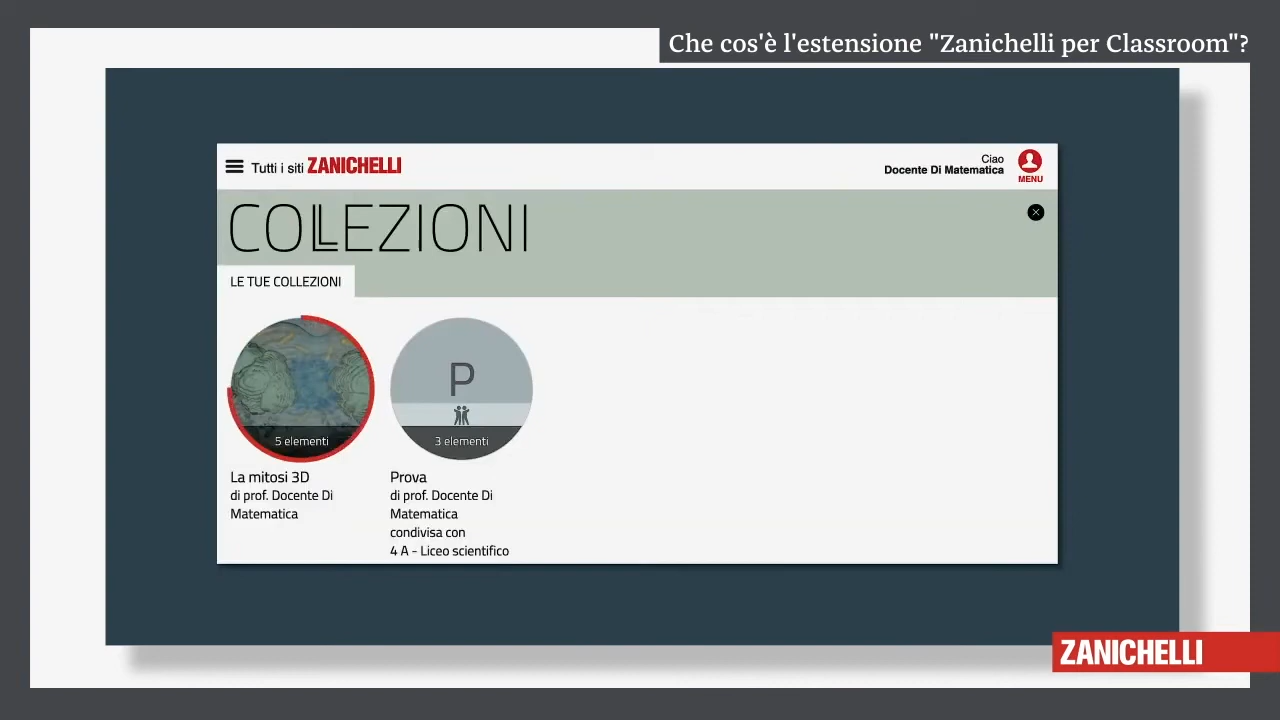 Che cos'è l'estensione "Zanichelli per Classroom"?
Tutti i siti ZANICHELLI
Ciao
Docente Di Matematica
MENU
COLLEZIONI
LE TUE COLLEZIONI
5 elementi
La mitosi 3D
di prof. Docente Di
Matematica
P
3 elementi
Prova
di prof. Docente Di
Matematica
condivisa con
4 A - Liceo scientifico
ZANICHELLI